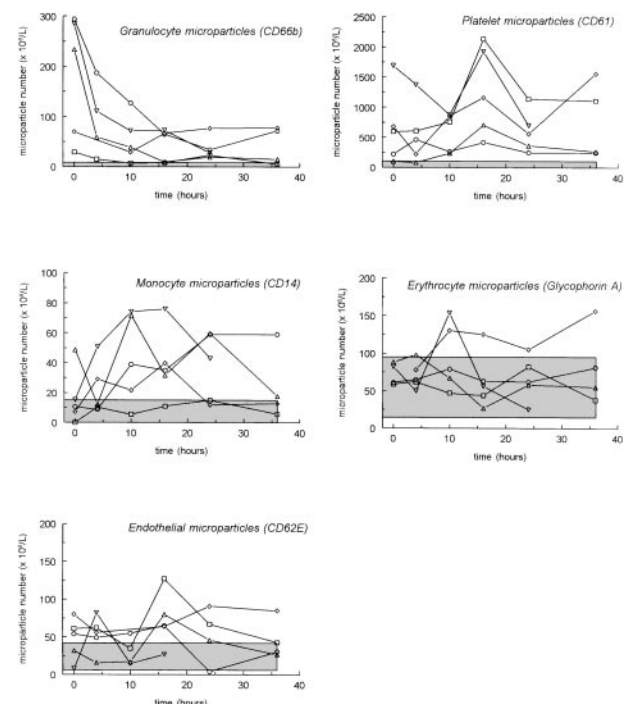 Granulocyte microparticles (CD66b)
microparticle number (x 10⁶/L)
300
200
100
0
0 10 20 30 40
time (hours)
Platelet microparticles (CD61)
microparticle number (x 10⁶/L)
2500
2000
1500
1250
500
250
0
0 10 20 30 40
time (hours)
Monocyte microparticles (CD14)
microparticle number (x 10⁶/L)
100
80
60
40
20
0
0 10 20 30 40
time (hours)
Erythrocyte microparticles (Glycophorin A)
microparticle number (x 10⁶/L)
200
150
100
50
0
0 10 20 30 40
time (hours)
Endothelial microparticles (CD62E)
microparticle number (x 10⁶/L)
200
150
100
50
0
0 10 20 30 40
time (hours)